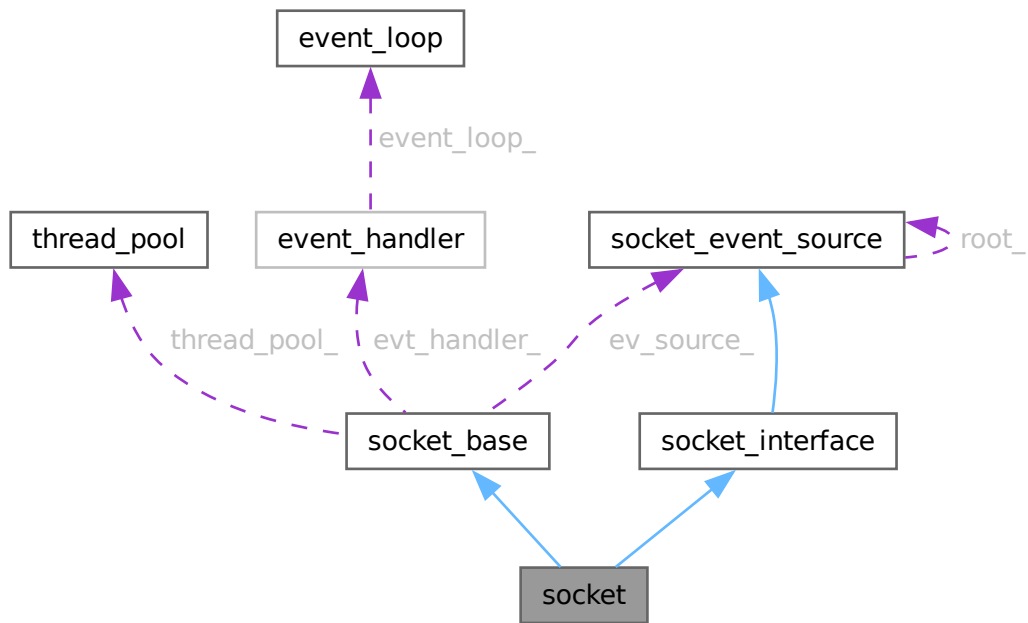 event_loop
event_loop_
thread_pool
event_handler
socket_event_source
root_
thread_pool_
evt_handler_
ev_source_
socket_base
socket_interface
socket